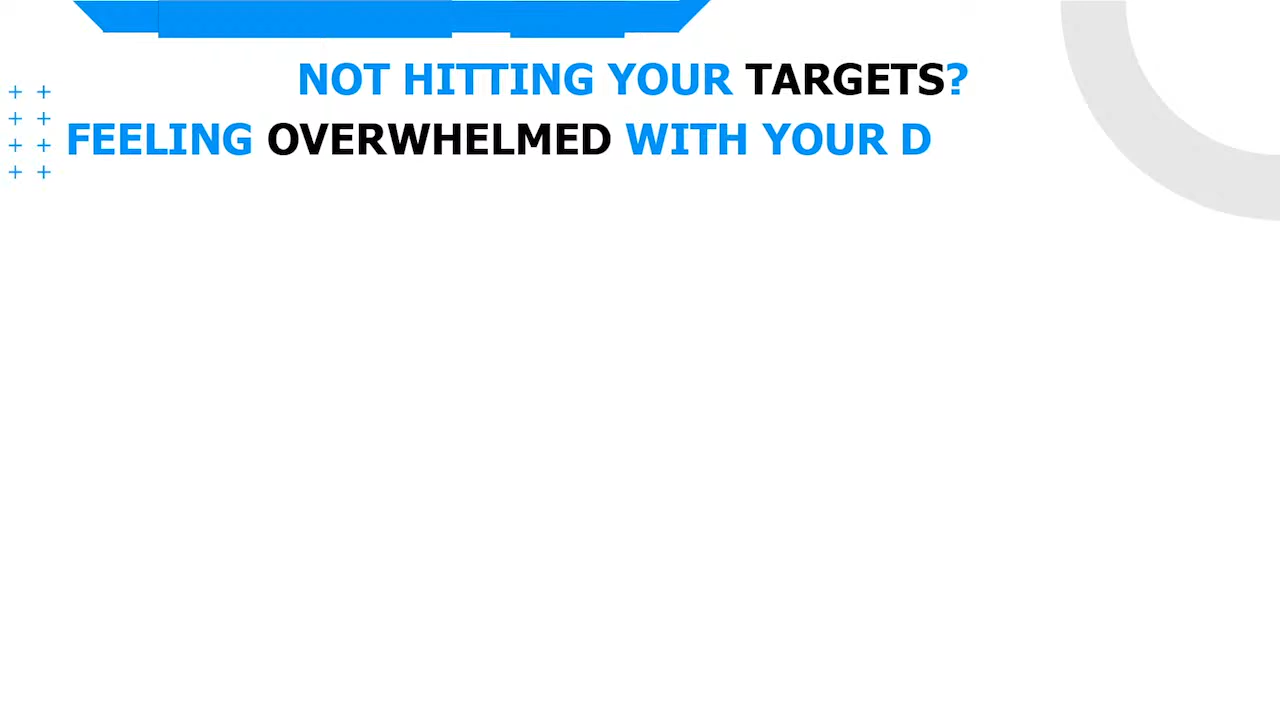 NOT HITTING YOUR TARGETS?
FEELING OVERWHELMED WITH YOUR D